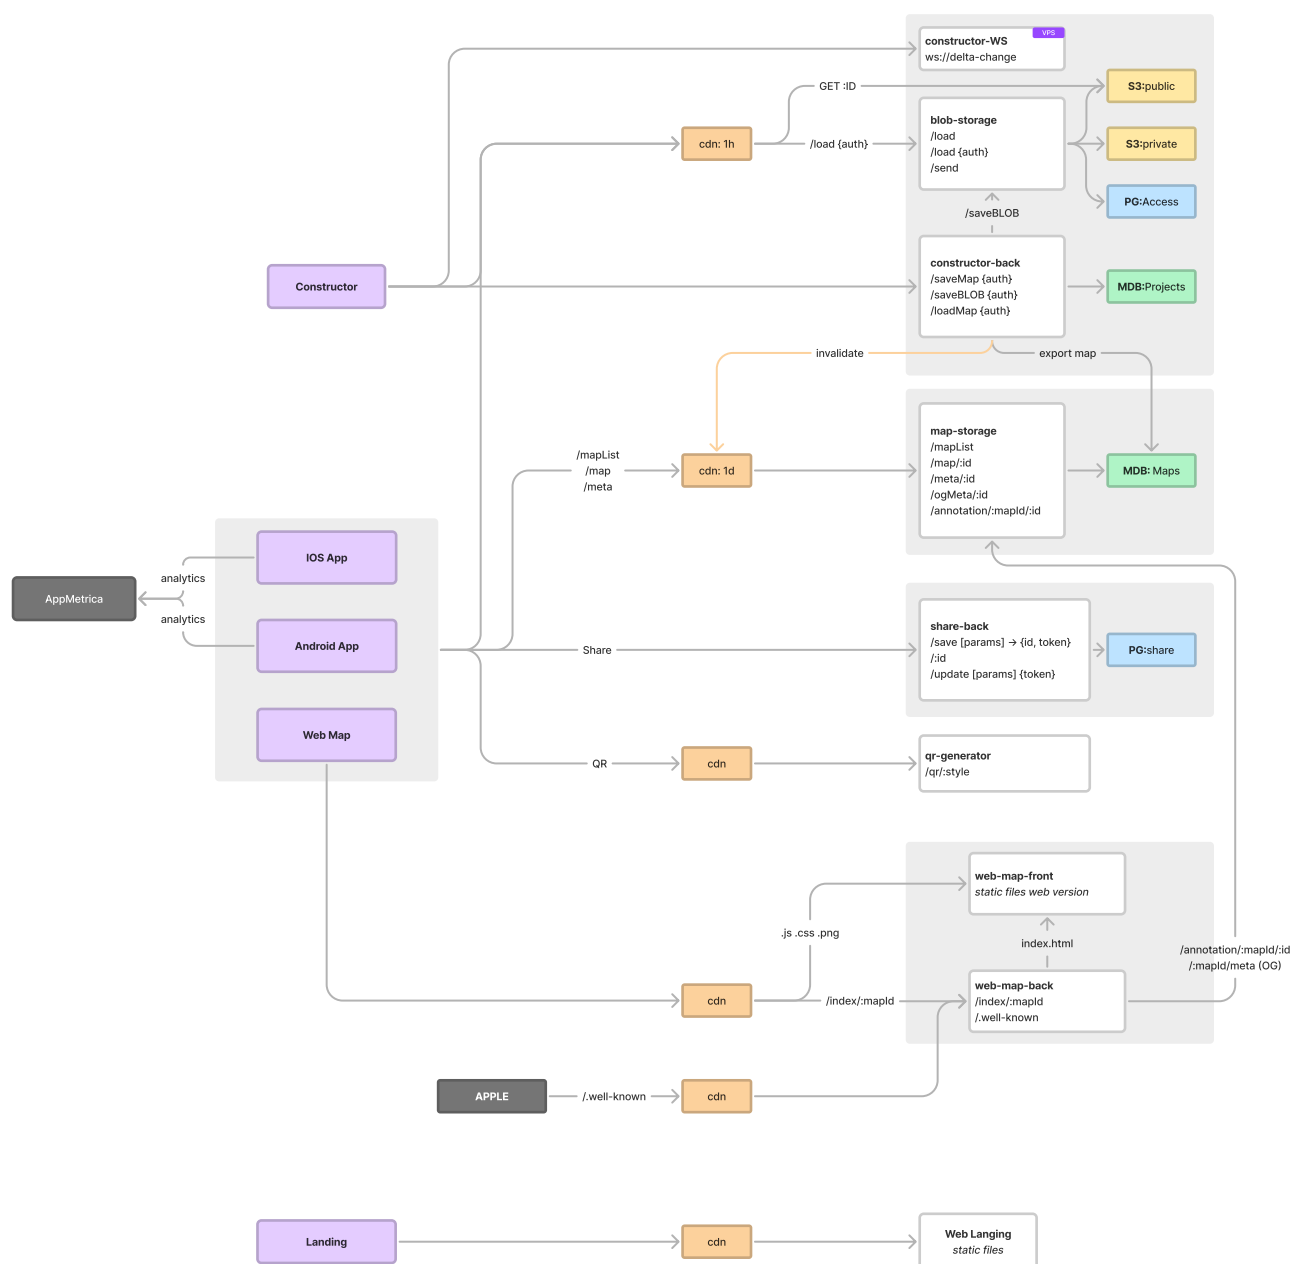 VPS
constructor-WS
ws://delta-change
GET :ID
S3:public
blob-storage
/load
/load {auth}
/send
cdn: 1h
/load {auth}
S3:private
PG:Access
/saveBLOB
Constructor
constructor-back
/saveMap {auth}
/saveBLOB {auth}
/loadMap {auth}
MDB:Projects
invalidate
export map
/mapList
/map
/meta
cdn: 1d
map-storage
/mapList
/map/:id
/meta/:id
/ogMeta/:id
/annotation/:mapId/:id
MDB: Maps
IOS App
analytics
AppMetrica
analytics
Android App
Share
share-back
/save [params] → {id, token}
/:id
/update [params] {token}
PG:share
Web Map
QR
cdn
qr-generator
/qr/:style
web-map-front
static files web version
.js .css .png
index.html
/annotation/:mapId/:id
/:mapId/meta (OG)
cdn
/index/:mapId
web-map-back
/index/:mapId
/.well-known
APPLE
/.well-known
cdn
Landing
cdn
Web Langing
static files